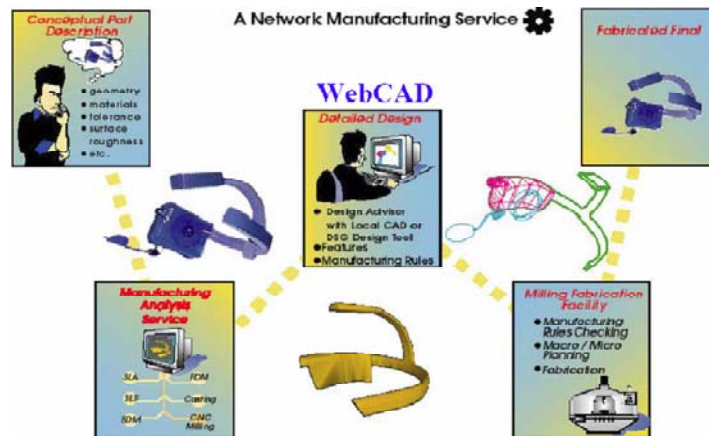 A Network Manufacturing Service
Conceptual Part
Description
• geometry
• materials
• tolerance
• surface
roughness
• etc.
WebCAD
Detailed Design
• Design Advisor
with Local CAD or
DSG Design Tool
• Features
• Manufacturing Rules
Fabricated Final
Manufacturing
Analysis
Service
SLA
FDM
SLS
Casting
EDM
CNC
Milling
Milling Fabrication
Facility
• Manufacturing
Rules Checking
• Macro / Micro
Planning
• Fabrication